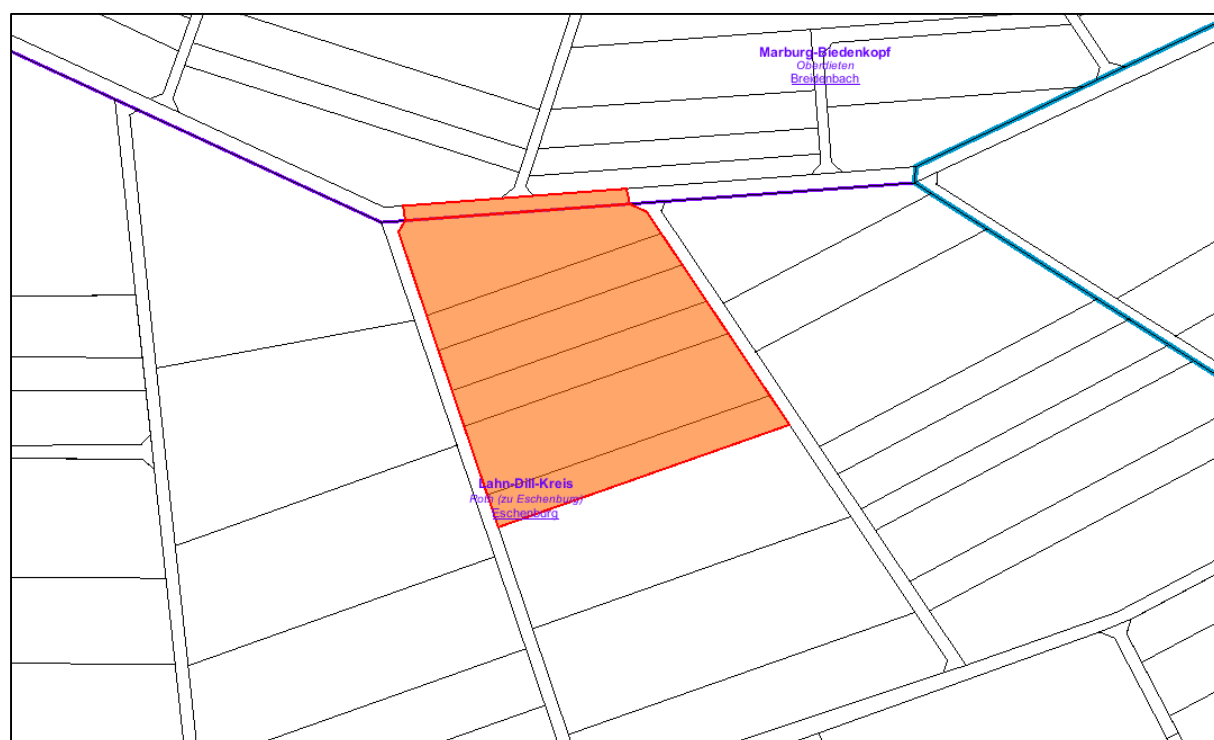 Marburg-Biedenkopf
Oberdieten
Breidenbach
Lahn-Dill-Kreis
Roth (zu Eschenburg)
Eschenburg